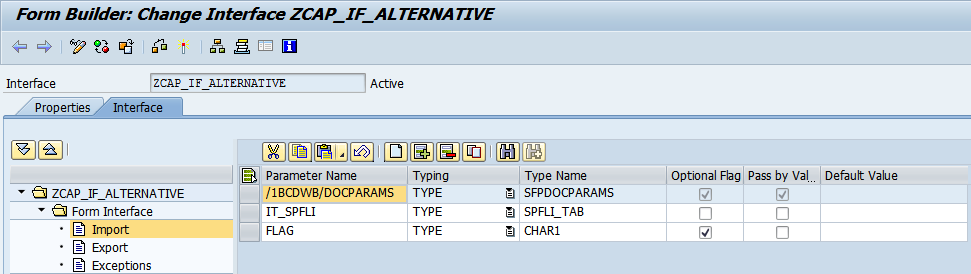 Form Builder: Change Interface ZCAP_IF_ALTERNATIVE
Interface ZCAP_IF_ALTERNATIVE Active
Properties Interface
Parameter Name Typing Type Name Optional Flag Pass by Val... Default Value
ZCAP_IF_ALTERNATIVE /1BCDWB/DOCPARAMS TYPE SFPDOCPARAMS
Form Interface IT_SPFLI TYPE SPFLI_TAB
Import FLAG TYPE CHAR1
Export
Exceptions